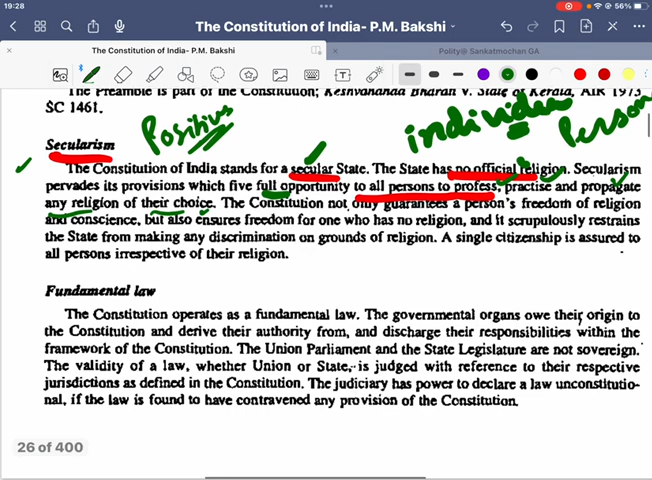 19:28
56%
The Constitution of India- P.M. Bakshi
The Constitution of India- P.M. Bakshi
Polity@ Sankatmochan GA
The Preamble is part of the Constitution; Keshvananda Bharan v. State of Kerala, AIR 1973
SC 1461.
Positive
individu
Person
Secularism
The Constitution of India stands for a secular State. The State has no official religion. Secularism
pervades its provisions which five full opportunity to all persons to profess, practise and propagate
any religion of their choice. The Constitution not only guarantees a person's freedom of religion
and conscience, but also ensures freedom for one who has no religion, and it scrupulously restrains
the State from making any discrimination on grounds of religion. A single citizenship is assured to
all persons irrespective of their religion.
Fundamental law
The Constitution operates as a fundamental law. The governmental organs owe their origin to
the Constitution and derive their authority from, and discharge their responsibilities within the
framework of the Constitution. The Union Parliament and the State Legislature are not sovereign.
The validity of a law, whether Union or State, is judged with reference to their respective
jurisdictions as defined in the Constitution. The judiciary has power to declare a law unconstitutio-
nal, if the law is found to have contravened any provision of the Constitution.
26 of 400